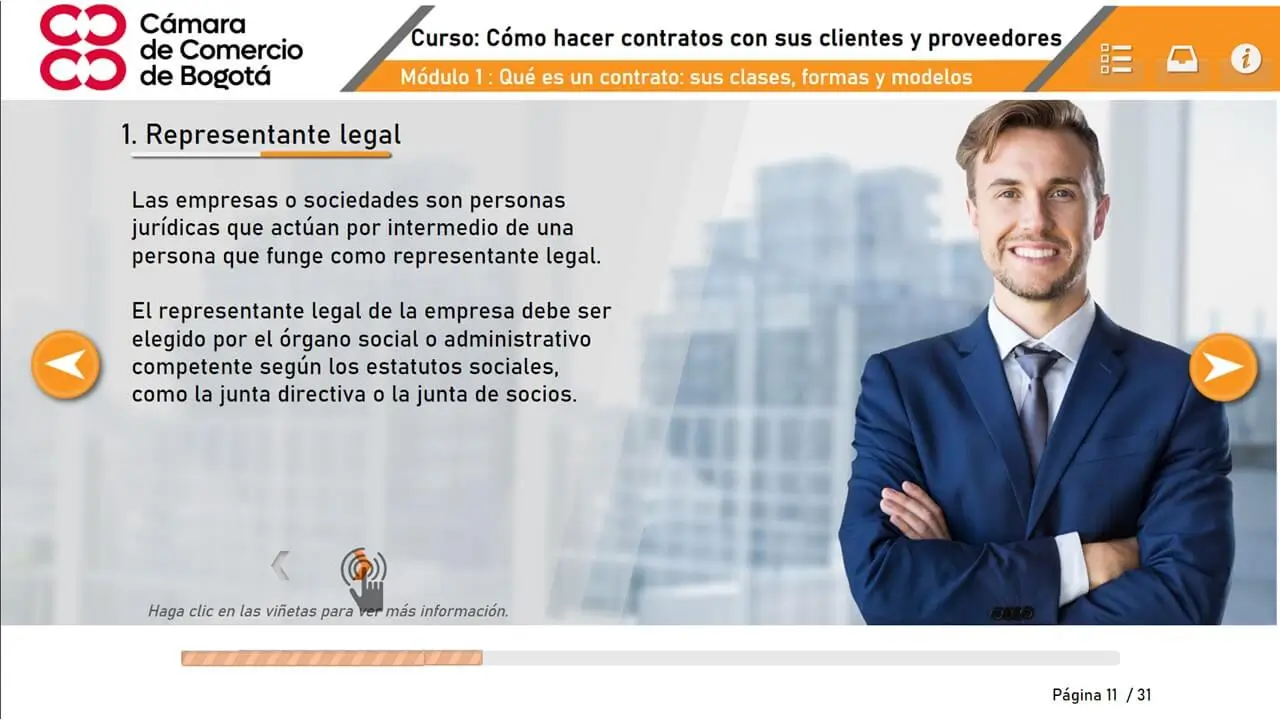 Cámara
de Comercio
de Bogotá
Curso: Cómo hacer contratos con sus clientes y proveedores
Módulo 1 : Qué es un contrato: sus clases, formas y modelos
1. Representante legal
Las empresas o sociedades son personas
jurídicas que actúan por intermedio de una
persona que funge como representante legal.
El representante legal de la empresa debe ser
elegido por el órgano social o administrativo
competente según los estatutos sociales,
como la junta directiva o la junta de socios.
Haga clic en las viñetas para ver más información.
Página 11 / 31